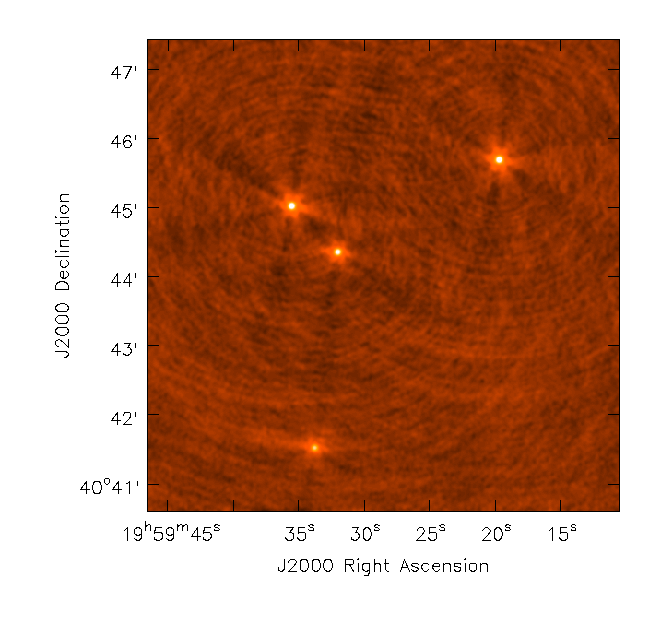 47'
46'
45'
44'
43'
42'
40°41'
J2000 Declination
19ʰ59ᵐ45ˢ 35ˢ 30ˢ 25ˢ 20ˢ 15ˢ
J2000 Right Ascension